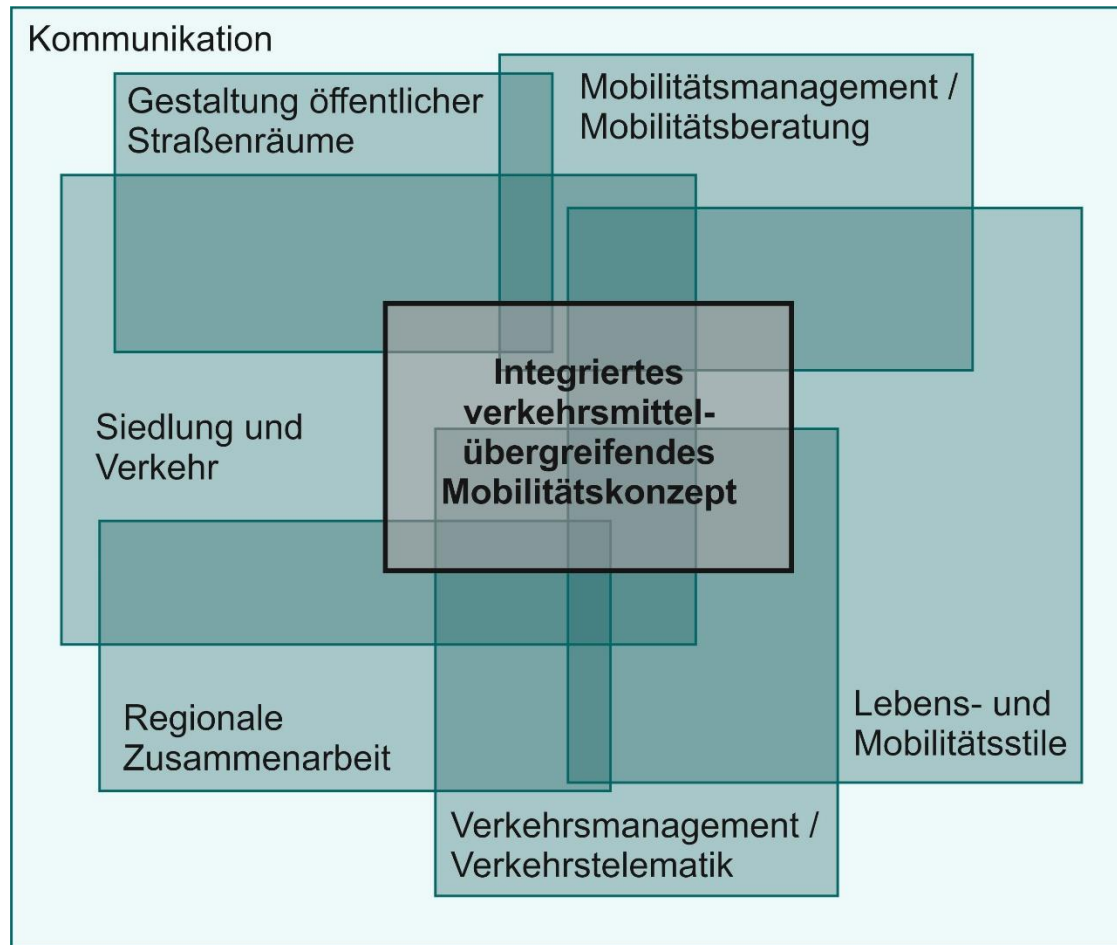 Kommunikation
Gestaltung öffentlicher
Straßenräume
Mobilitätsmanagement /
Mobilitätsberatung
Integriertes
verkehrsmittel-
übergreifendes
Mobilitätskonzept
Siedlung und
Verkehr
Regionale
Zusammenarbeit
Lebens- und
Mobilitätsstile
Verkehrsmanagement /
Verkehrstelematik